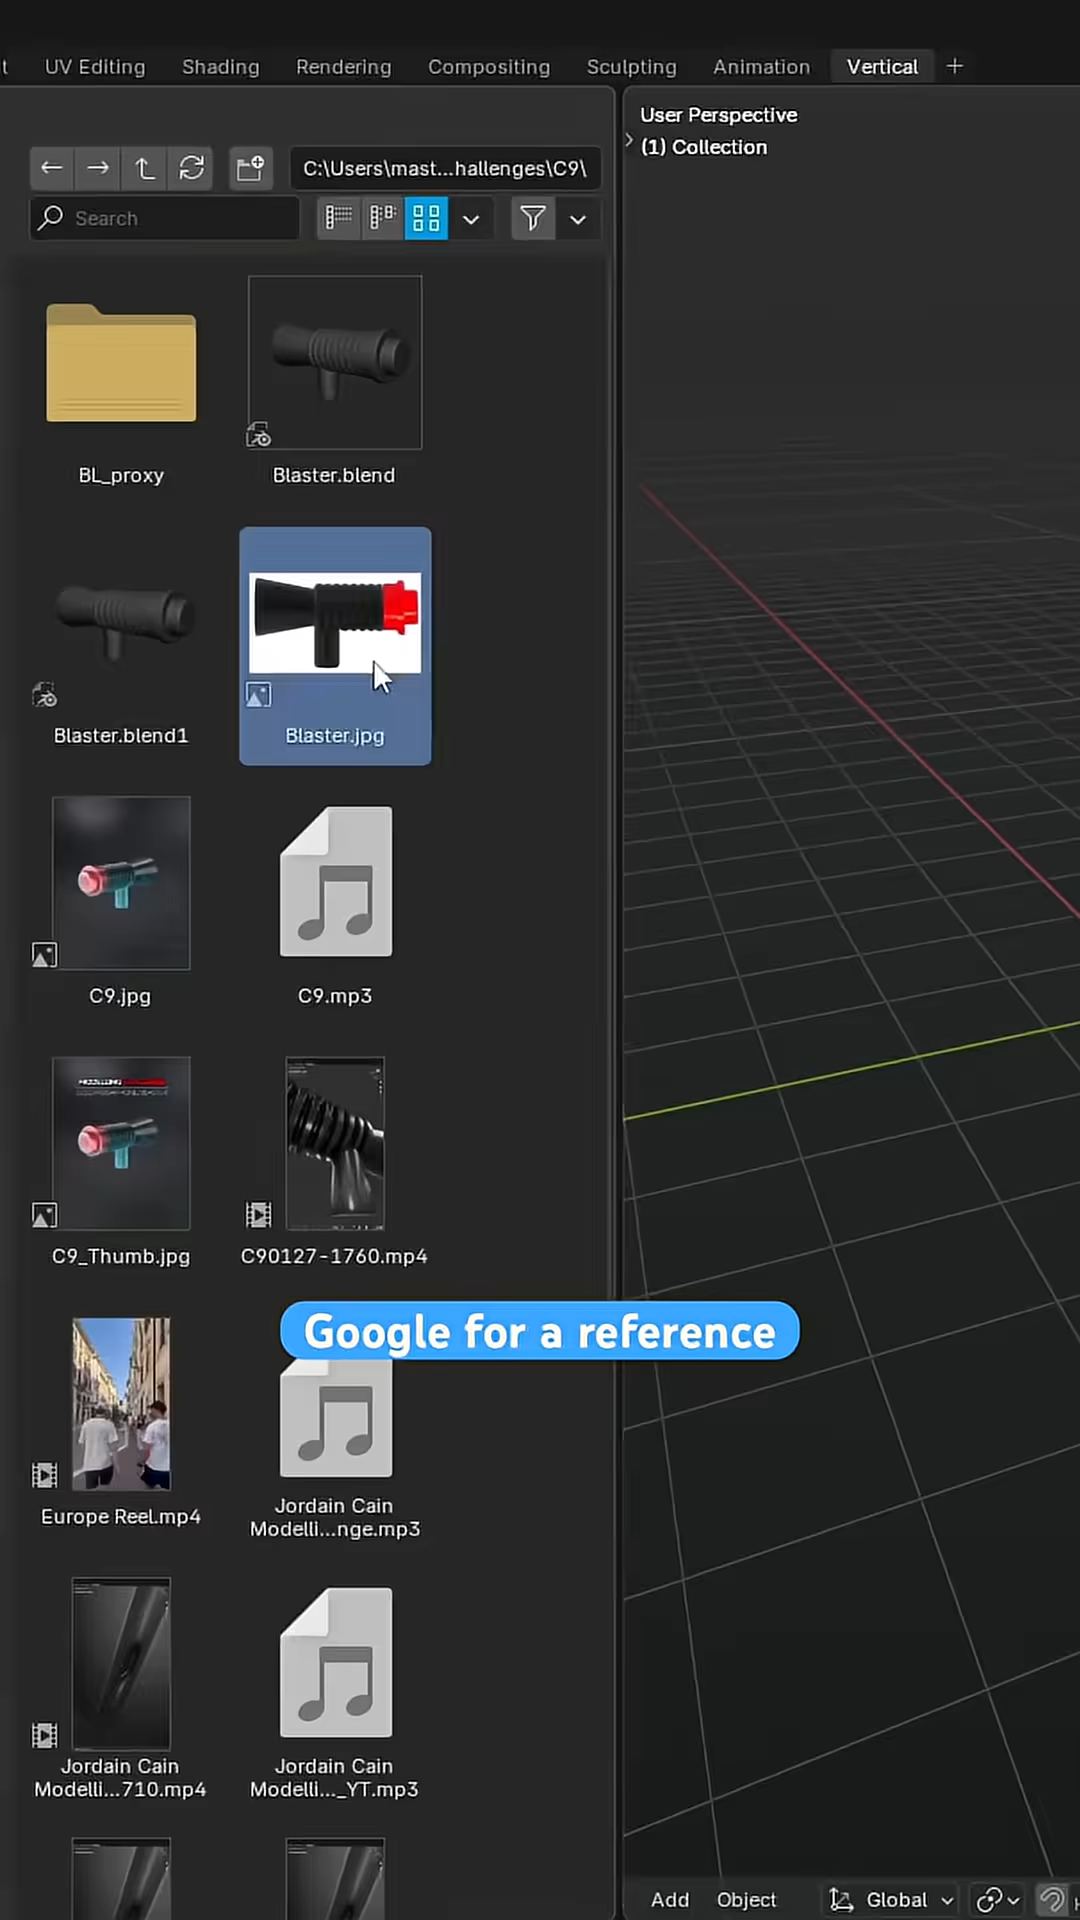 UV Editing
Shading
Rendering
Compositing
Sculpting
Animation
Vertical
User Perspective
(1) Collection
C:\Users\mast...hallenges\C9\
Search
BL_proxy
Blaster.blend
Blaster.blend1
Blaster.jpg
C9.jpg
C9.mp3
C9_Thumb.jpg
C90127-1760.mp4
Google for a reference
Europe Reel.mp4
Jordain Cain
Modelli...nge.mp3
Jordain Cain
Modelli...710.mp4
Jordain Cain
Modelli..._YT.mp3
Add
Object
Global